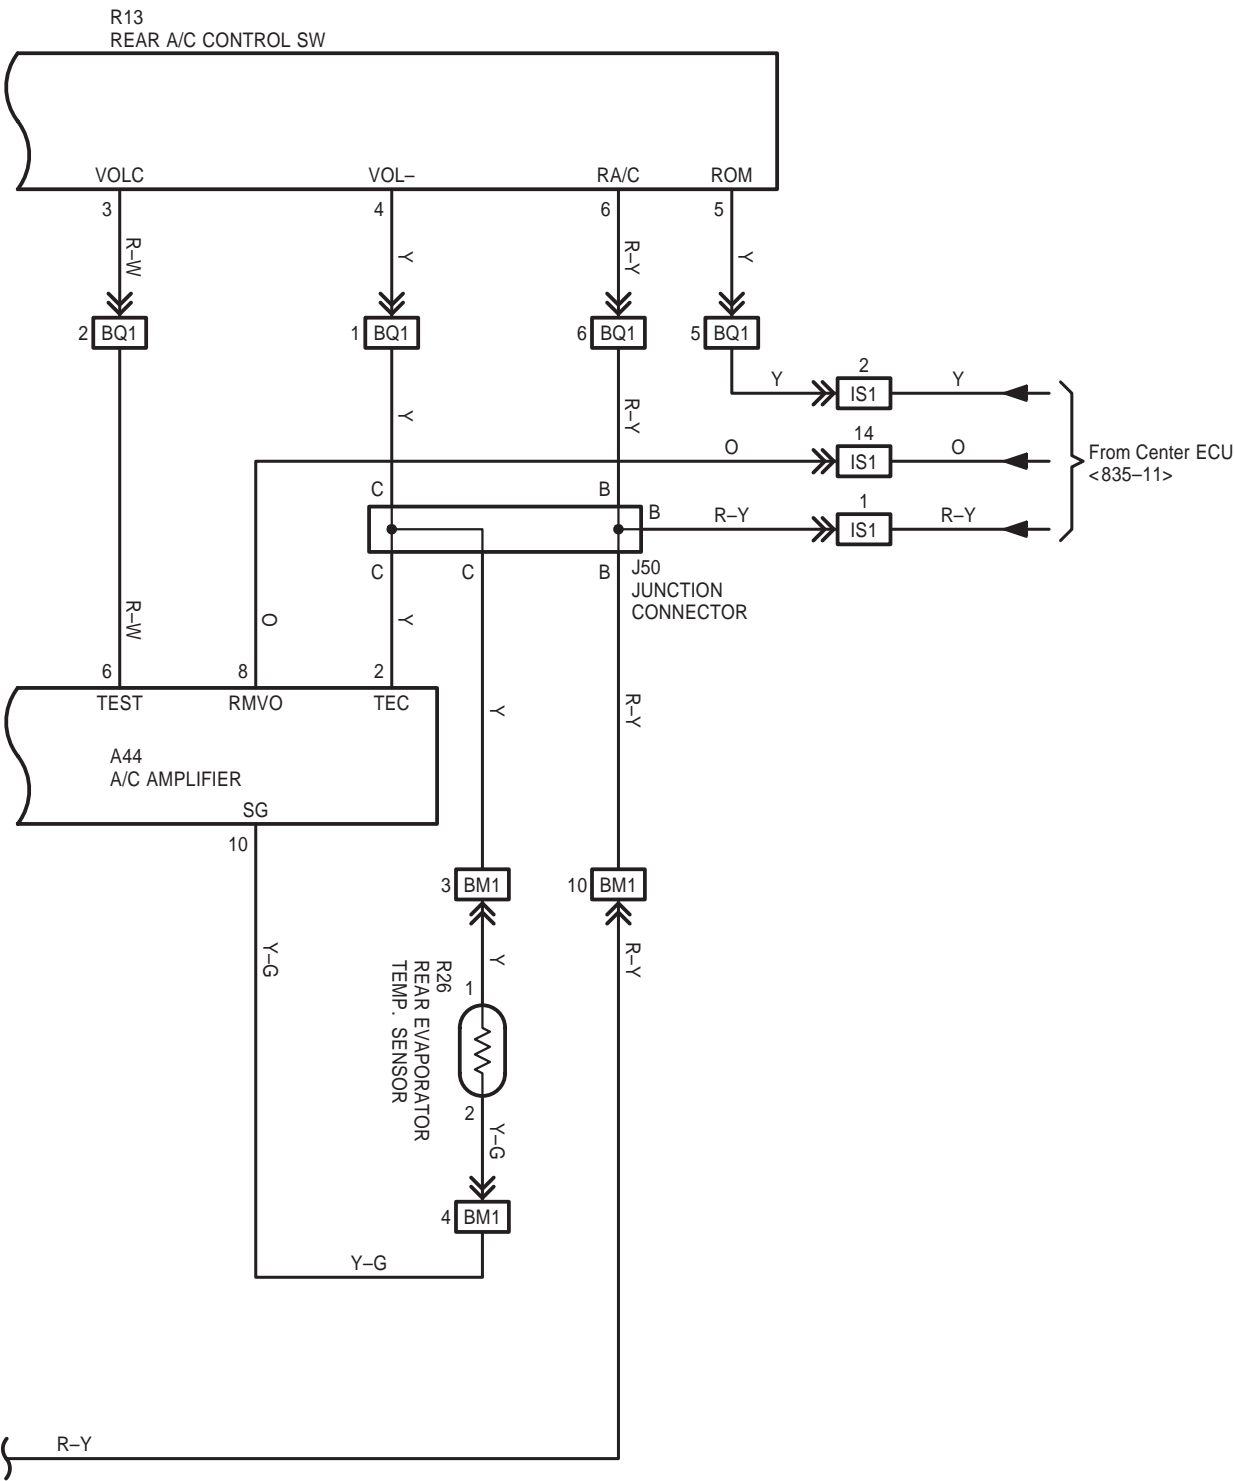 R13
REAR A/C CONTROL SW
VOLC
VOL–
RA/C
ROM
3
4
6
5
R–W
Y
R–Y
Y
2 BQ1
1 BQ1
6 BQ1
5 BQ1
2
Y
IS1
Y
Y
R–Y
14
O
IS1
O
From Center ECU
<835–11>
C
B
B
1
R–Y
IS1
R–Y
C
C
B
J50
JUNCTION
CONNECTOR
R–W
O
Y
6
8
2
TEST
RMVO
TEC
Y
R–Y
A44
A/C AMPLIFIER
SG
10
3 BM1
10 BM1
Y–G
Y
R–Y
R26
REAR EVAPORATOR
TEMP. SENSOR
1
2
Y–G
4 BM1
Y–G
R–Y